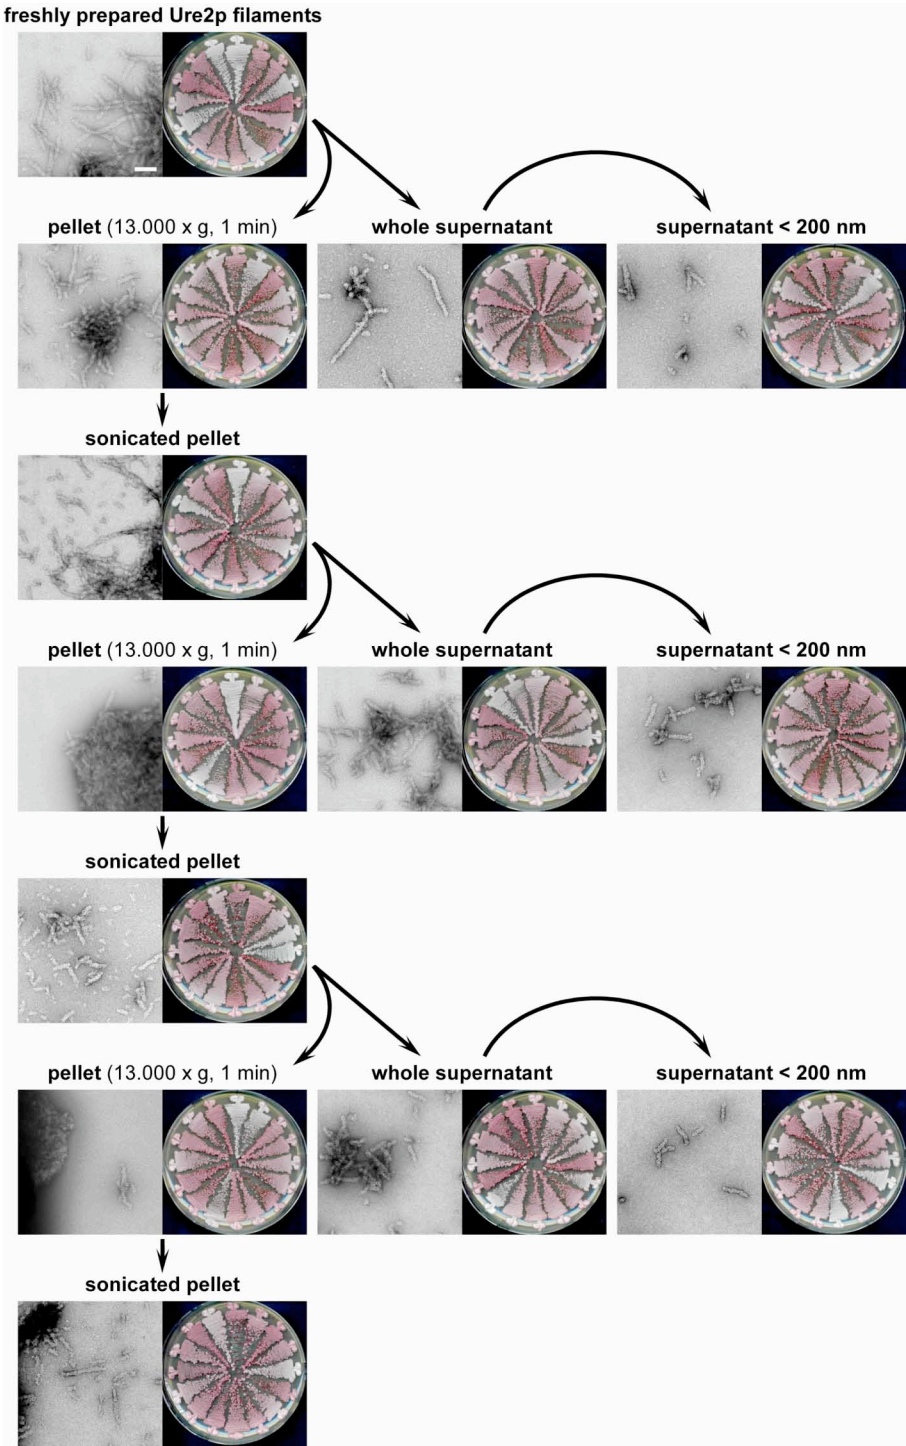 freshly prepared Ure2p filaments
pellet (13.000 x g, 1 min)
whole supernatant
supernatant < 200 nm
sonicated pellet
pellet (13.000 x g, 1 min)
whole supernatant
supernatant < 200 nm
sonicated pellet
pellet (13.000 x g, 1 min)
whole supernatant
supernatant < 200 nm
sonicated pellet